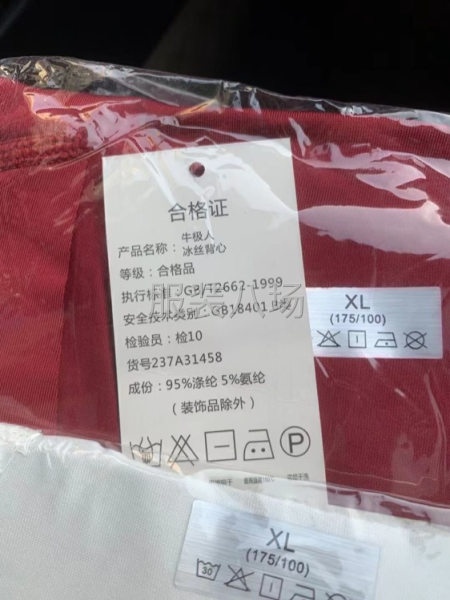 合格证
牛极人
产品名称：冰丝背心
等级：合格品
执行标准：GB/T2662-1999
安全技术类别：GB18401
检验员：检10
货号237A31458
成份：95%涤纶 5%氨纶
（装饰品除外）
P
XL
(175/100)
XL
(175/100)
30